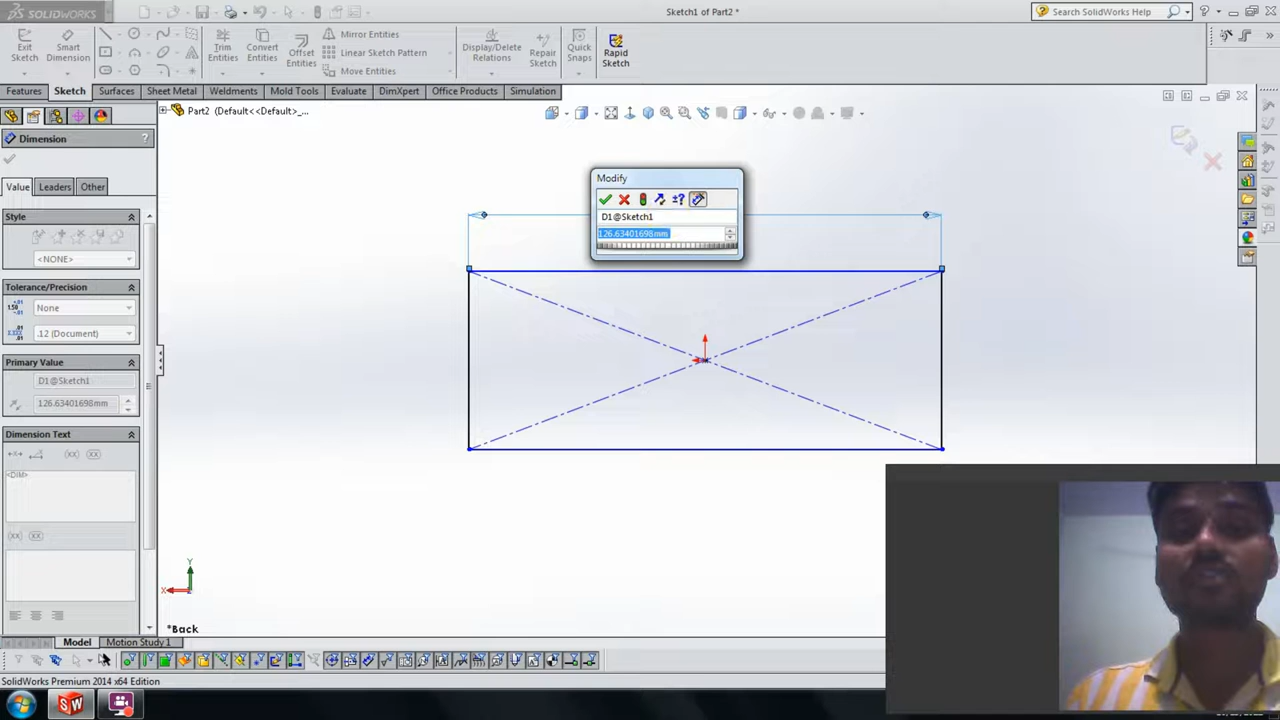 SOLIDWORKS
Sketch1 of Part2 *
Search SolidWorks Help
Exit Sketch
Smart Dimension
Trim Entities
Convert Entities
Offset Entities
Mirror Entities
Linear Sketch Pattern
Move Entities
Display/Delete Relations
Repair Sketch
Quick Snaps
Rapid Sketch
Features Sketch Surfaces Sheet Metal Weldments Mold Tools Evaluate DimXpert Office Products Simulation
Part2 (Default<<Default>_...
Dimension ?
Value Leaders Other
Style
<NONE>
Tolerance/Precision
None
.12 (Document)
Primary Value
D1@Sketch1
126.63401698mm
Dimension Text
<DIM>
Modify
D1@Sketch1
126.63401698mm
Y
X
*Back
Model Motion Study 1
SolidWorks Premium 2014 x64 Edition